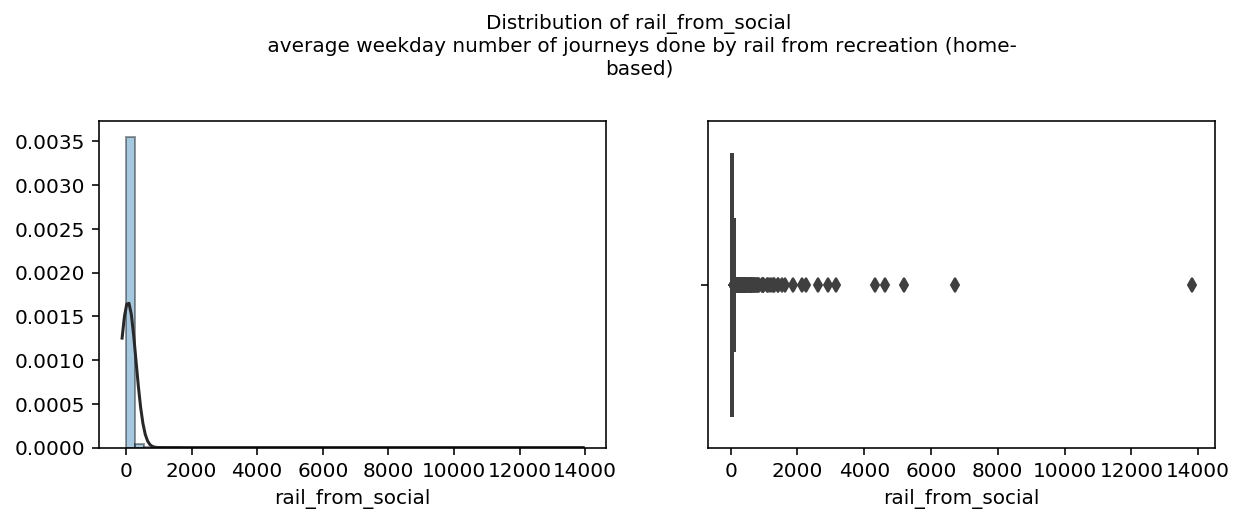 Distribution of rail_from_social
average weekday number of journeys done by rail from recreation (home-
based)
0.0035
0.0030
0.0025
0.0020
0.0015
0.0010
0.0005
0.0000
0 2000 4000 6000 8000 10000 12000 14000
rail_from_social
0 2000 4000 6000 8000 10000 12000 14000
rail_from_social